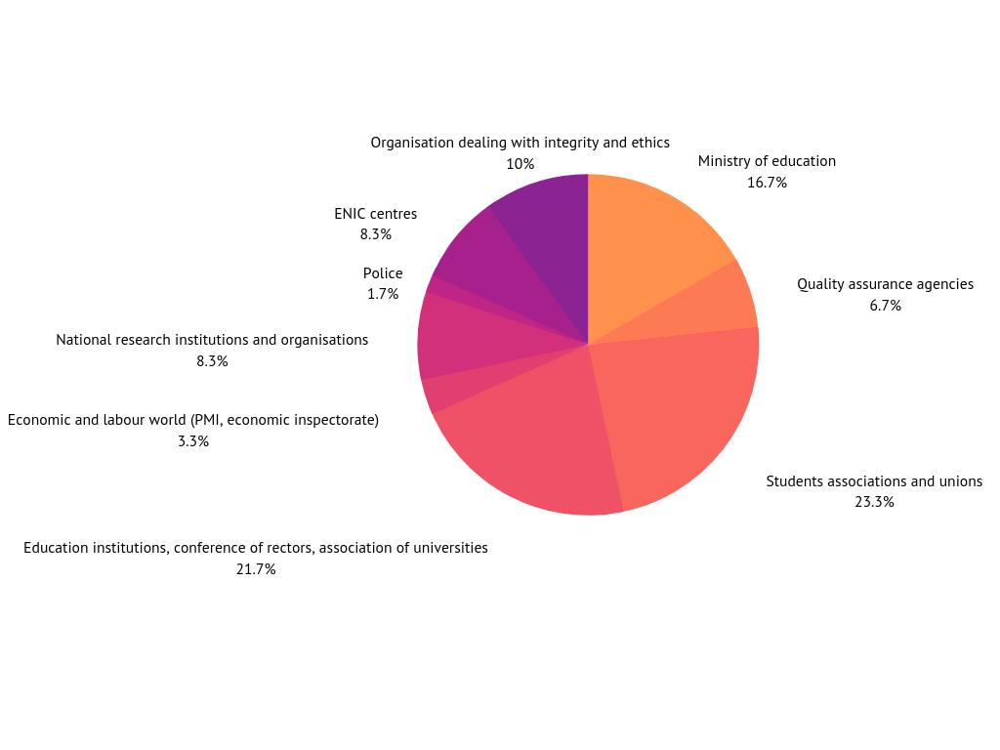 Organisation dealing with integrity and ethics
10%
Ministry of education
16.7%
ENIC centres
8.3%
Police
1.7%
Quality assurance agencies
6.7%
National research institutions and organisations
8.3%
Economic and labour world (PMI, economic inspectorate)
3.3%
Students associations and unions
23.3%
Education institutions, conference of rectors, association of universities
21.7%